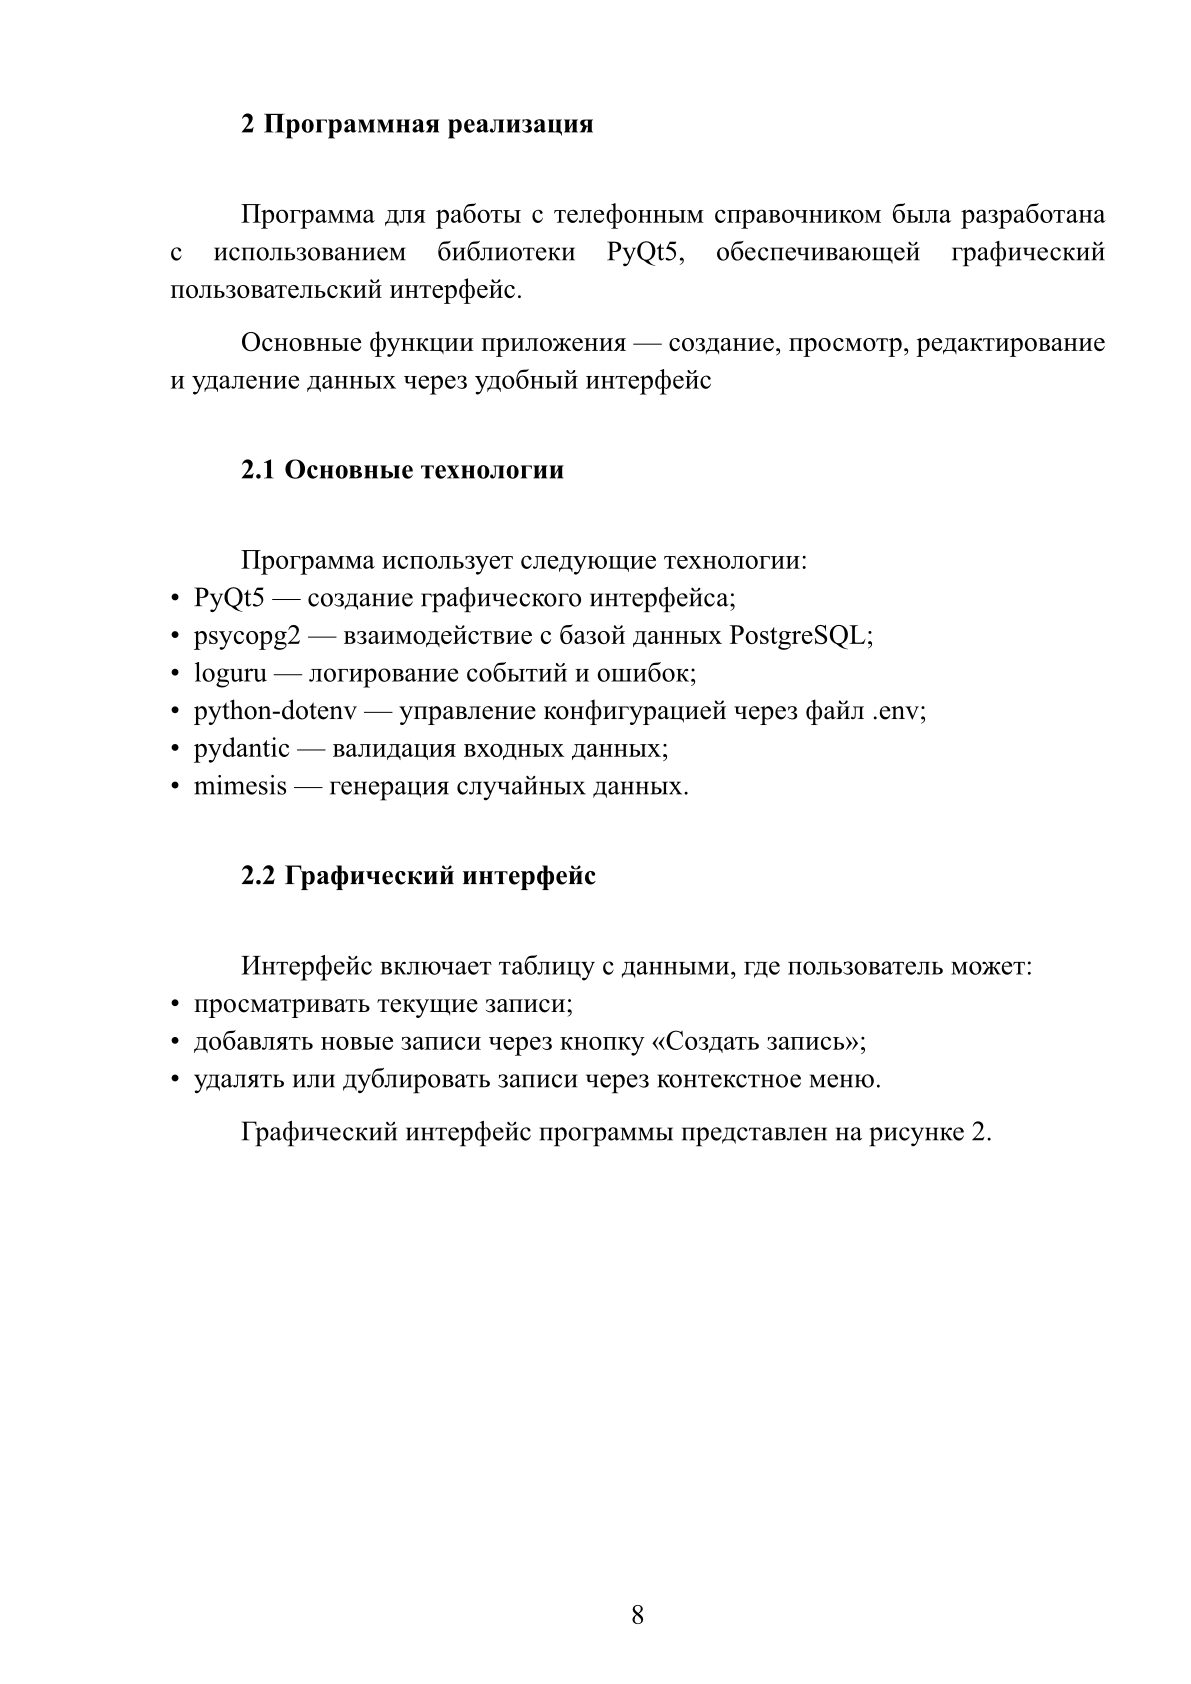 2 Программная реализация
Программа для работы с телефонным справочником была разработана
с использованием библиотеки PyQt5, обеспечивающей графический
пользовательский интерфейс.
Основные функции приложения — создание, просмотр, редактирование
и удаление данных через удобный интерфейс
2.1 Основные технологии
Программа использует следующие технологии:
• PyQt5 — создание графического интерфейса;
• psycopg2 — взаимодействие с базой данных PostgreSQL;
• loguru — логирование событий и ошибок;
• python-dotenv — управление конфигурацией через файл .env;
• pydantic — валидация входных данных;
• mimesis — генерация случайных данных.
2.2 Графический интерфейс
Интерфейс включает таблицу с данными, где пользователь может:
• просматривать текущие записи;
• добавлять новые записи через кнопку «Создать запись»;
• удалять или дублировать записи через контекстное меню.
Графический интерфейс программы представлен на рисунке 2.
8